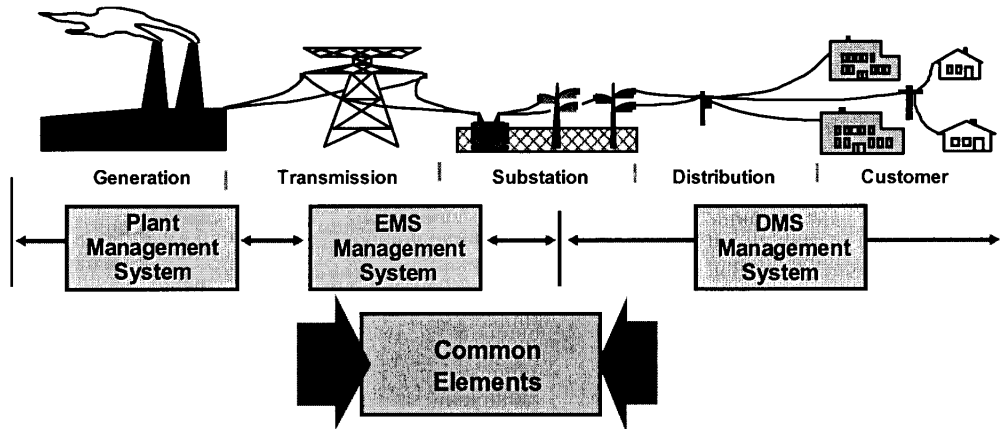 Generation
Transmission
Substation
Distribution
Customer
Plant
Management
System
EMS
Management
System
DMS
Management
System
Common
Elements